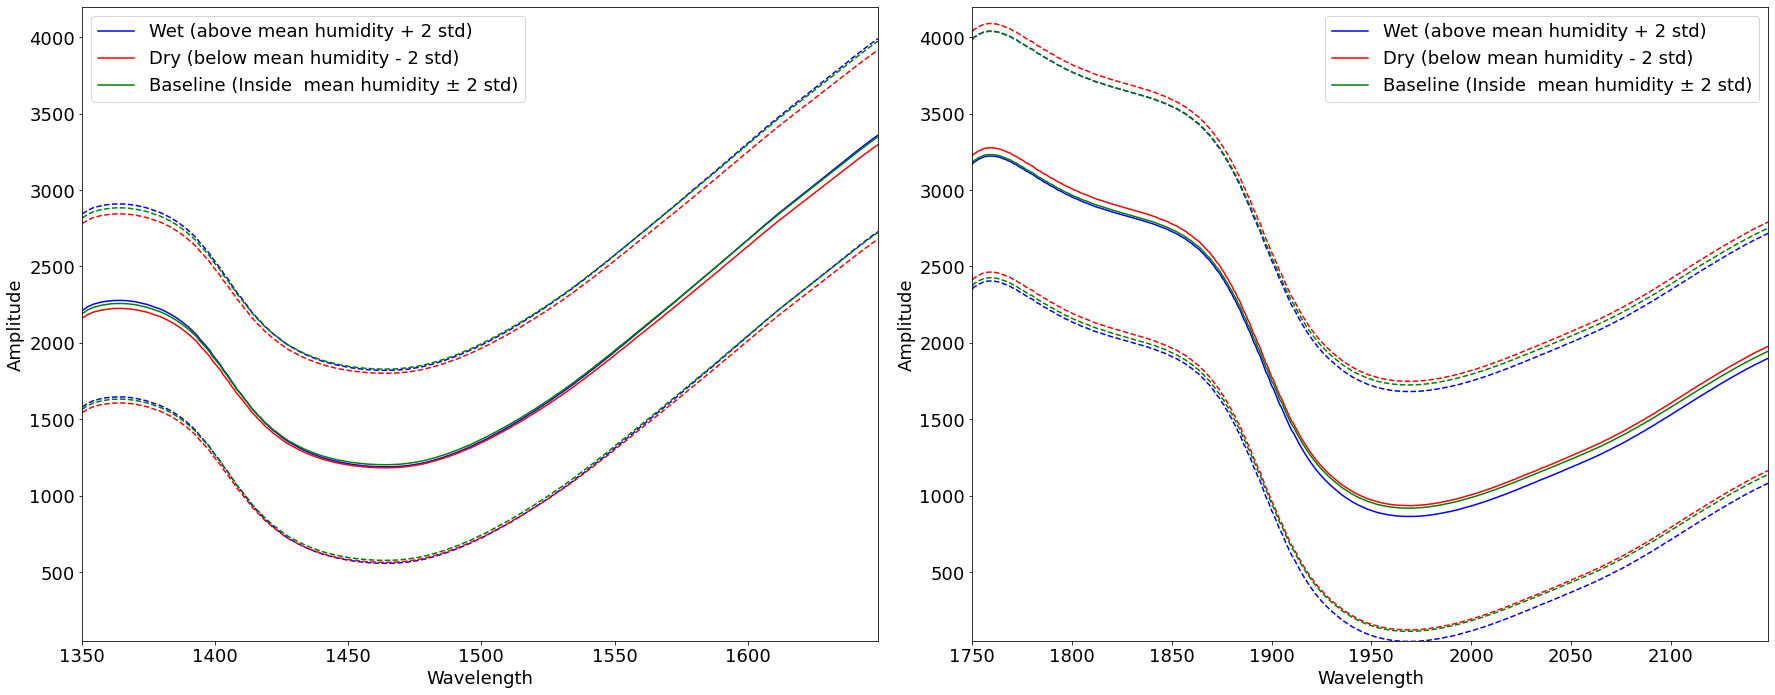 4000
3500
3000
2500
2000
1500
1000
500
Amplitude
Wet (above mean humidity + 2 std)
Dry (below mean humidity - 2 std)
Baseline (Inside  mean humidity ± 2 std)
1350 1400 1450 1500 1550 1600
Wavelength
4000
3500
3000
2500
2000
1500
1000
500
Amplitude
Wet (above mean humidity + 2 std)
Dry (below mean humidity - 2 std)
Baseline (Inside  mean humidity ± 2 std)
1750 1800 1850 1900 1950 2000 2050 2100
Wavelength